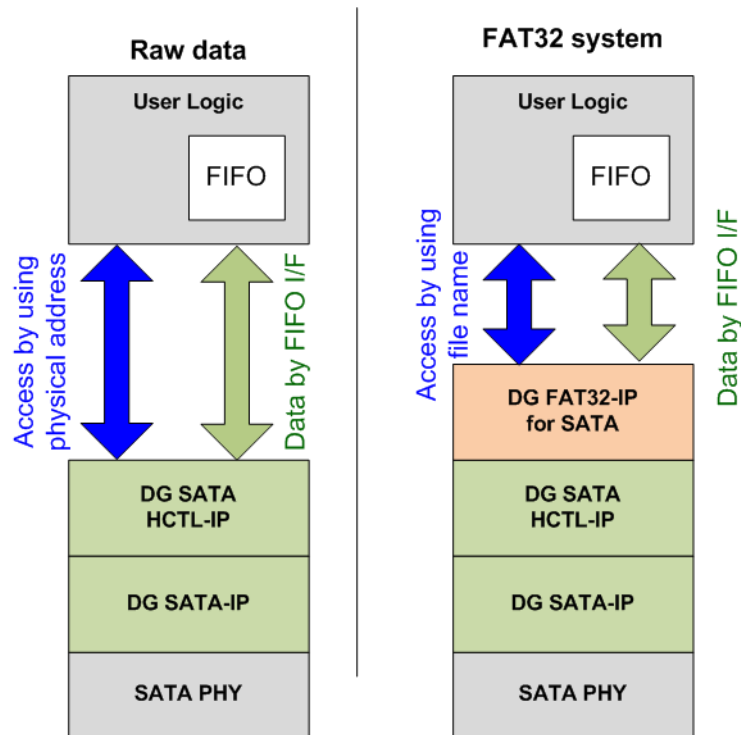 Raw data
User Logic
FIFO
Access by using
physical address
Data by FIFO I/F
DG SATA
HCTL-IP
DG SATA-IP
SATA PHY
FAT32 system
User Logic
FIFO
Access by using
file name
Data by FIFO I/F
DG FAT32-IP
for SATA
DG SATA
HCTL-IP
DG SATA-IP
SATA PHY